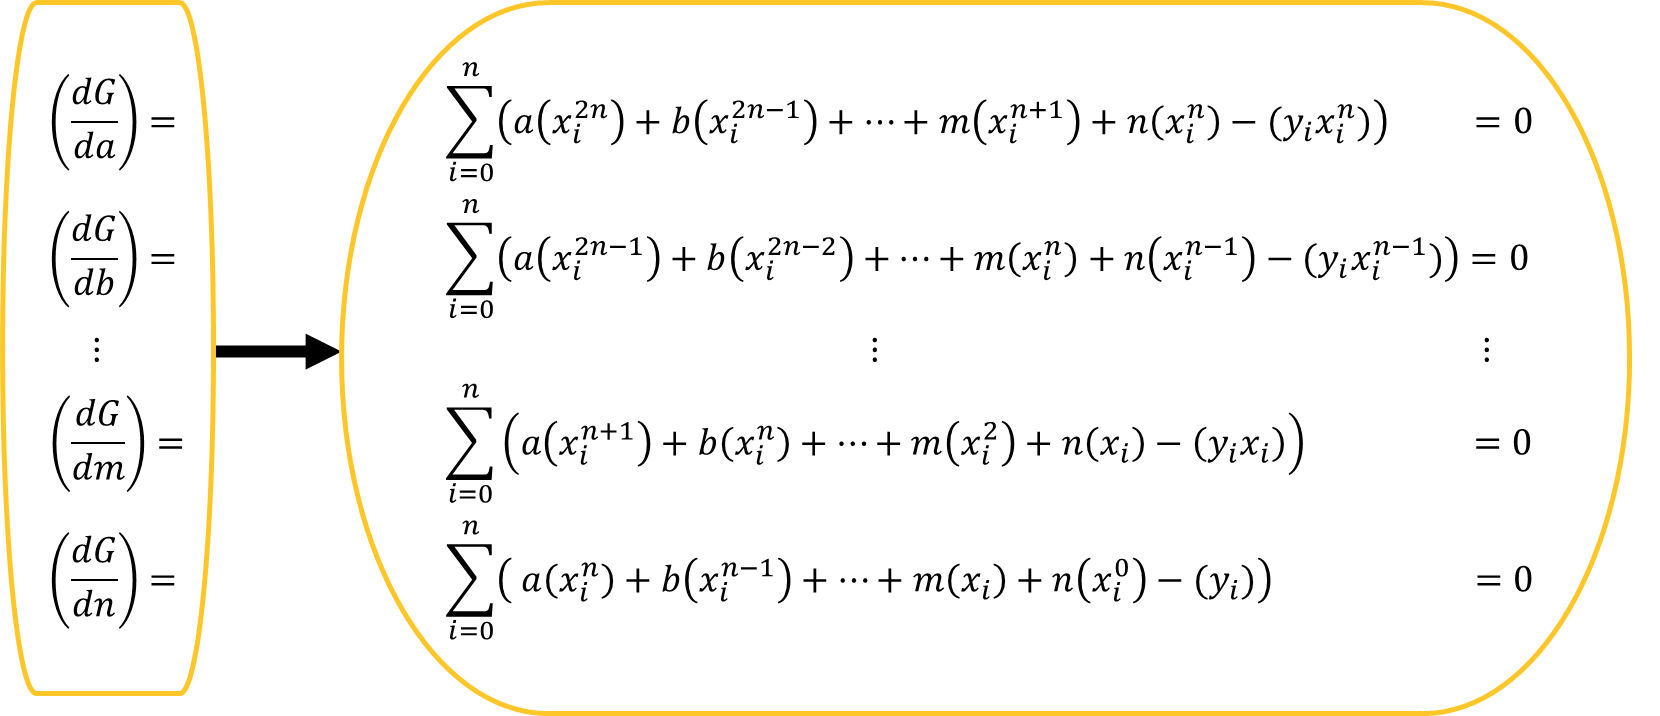 (dG/da) = ∑_{i=0}^{n}(a(x_i^{2n}) + b(x_i^{2n−1}) + ⋯ + m(x_i^{n+1}) + n(x_i^n) − (y_i x_i^n)) = 0
(dG/db) = ∑_{i=0}^{n}(a(x_i^{2n−1}) + b(x_i^{2n−2}) + ⋯ + m(x_i^n) + n(x_i^{n−1}) − (y_i x_i^{n−1})) = 0
⋮ ⋮ ⋮
(dG/dm) = ∑_{i=0}^{n}(a(x_i^{n+1}) + b(x_i^n) + ⋯ + m(x_i^2) + n(x_i) − (y_i x_i)) = 0
(dG/dn) = ∑_{i=0}^{n}( a(x_i^n) + b(x_i^{n−1}) + ⋯ + m(x_i) + n(x_i^0) − (y_i)) = 0